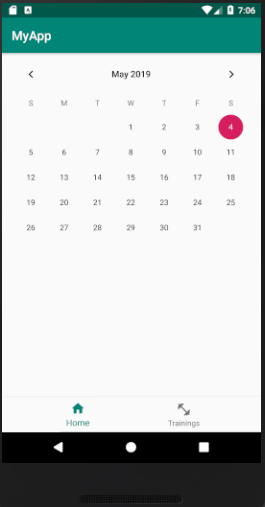 7:06
MyApp
May 2019
S M T W T F S
1 2 3 4
5 6 7 8 9 10 11
12 13 14 15 16 17 18
19 20 21 22 23 24 25
26 27 28 29 30 31
Home Trainings